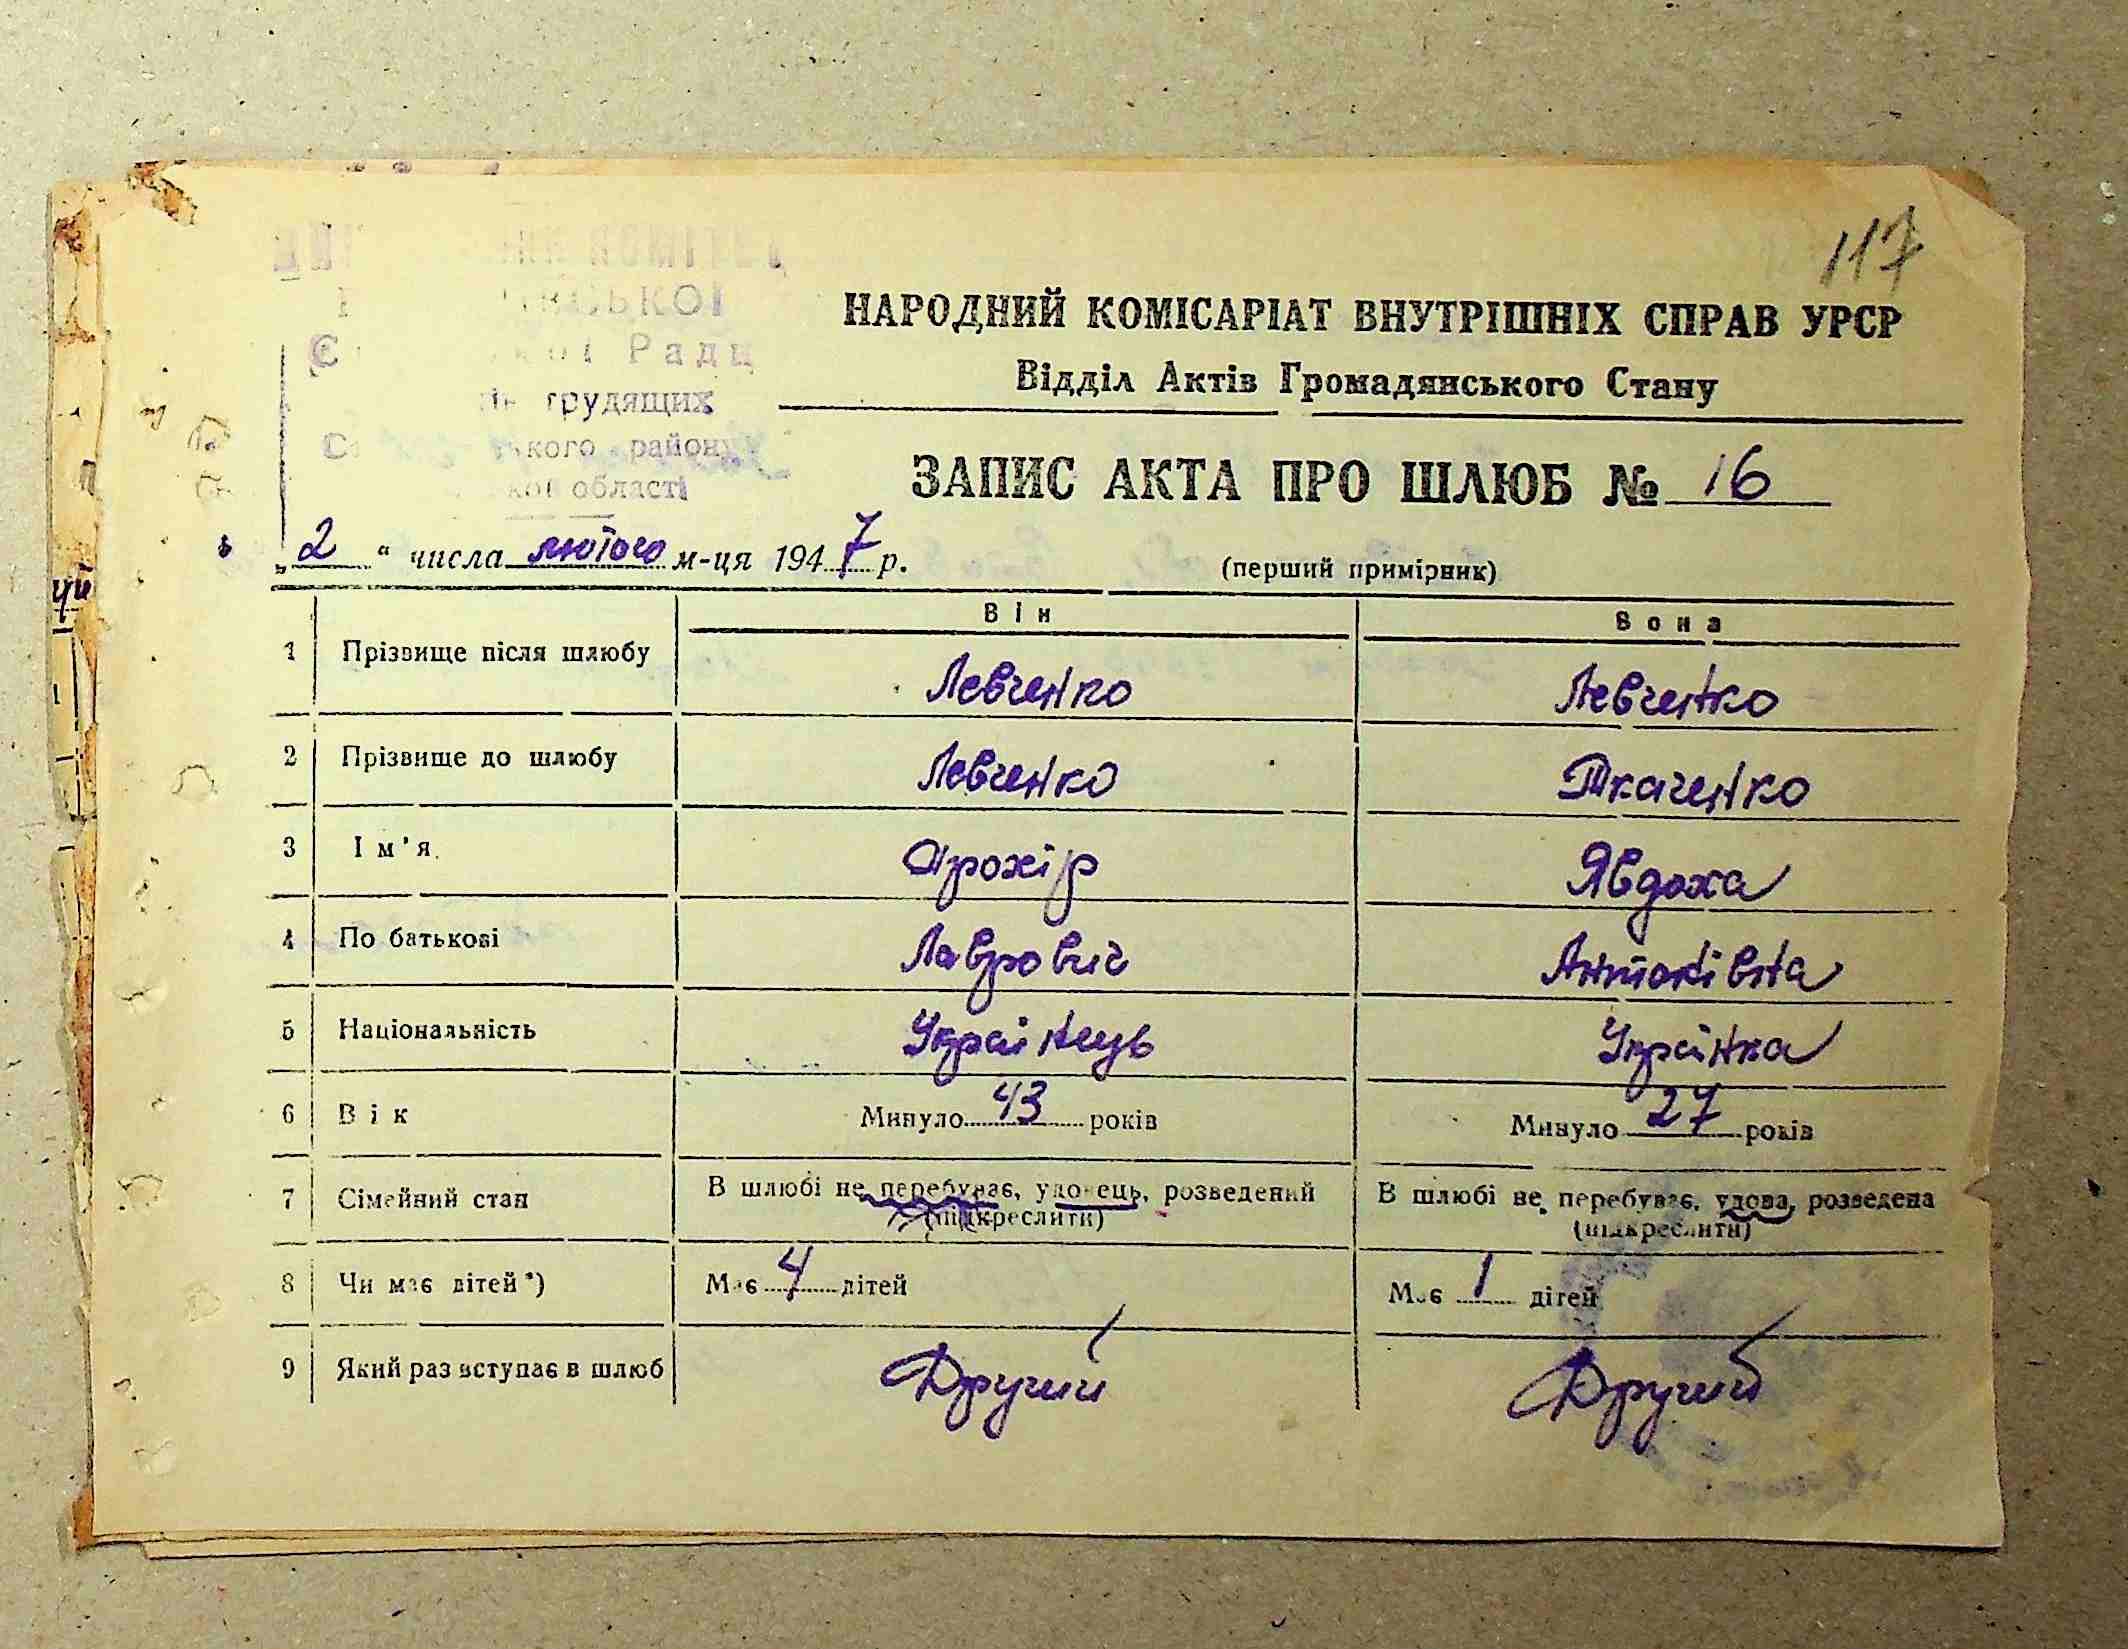 117
НАРОДНИЙ КОМІСАРІАТ ВНУТРІШНІХ СПРАВ УРСР
Відділ Актів Громадянського Стану
Раді
трудящих
району
області
ЗАПИС АКТА ПРО ШЛЮБ № 16
„ 2 “ числа лютого м-ця 1947 р.
(перший примірник)
Він Вона
1 Прізвище після шлюбу Левченко Левченко
2 Прізвище до шлюбу Левченко Ткаченко
3 Ім'я Прохір Явдоха
4 По батькові Лаврович Антонівна
5 Національність Українець Українка
6 Вік Минуло 43 років Минуло 27 років
7 Сімейний стан В шлюбі не перебуває, удовець, розведений В шлюбі не перебуває, удова, розведена
(підкреслити) (підкреслити)
8 Чи має дітей*) Має 4 дітей Має 1 дітей
9 Який раз вступає в шлюб Другий Другий